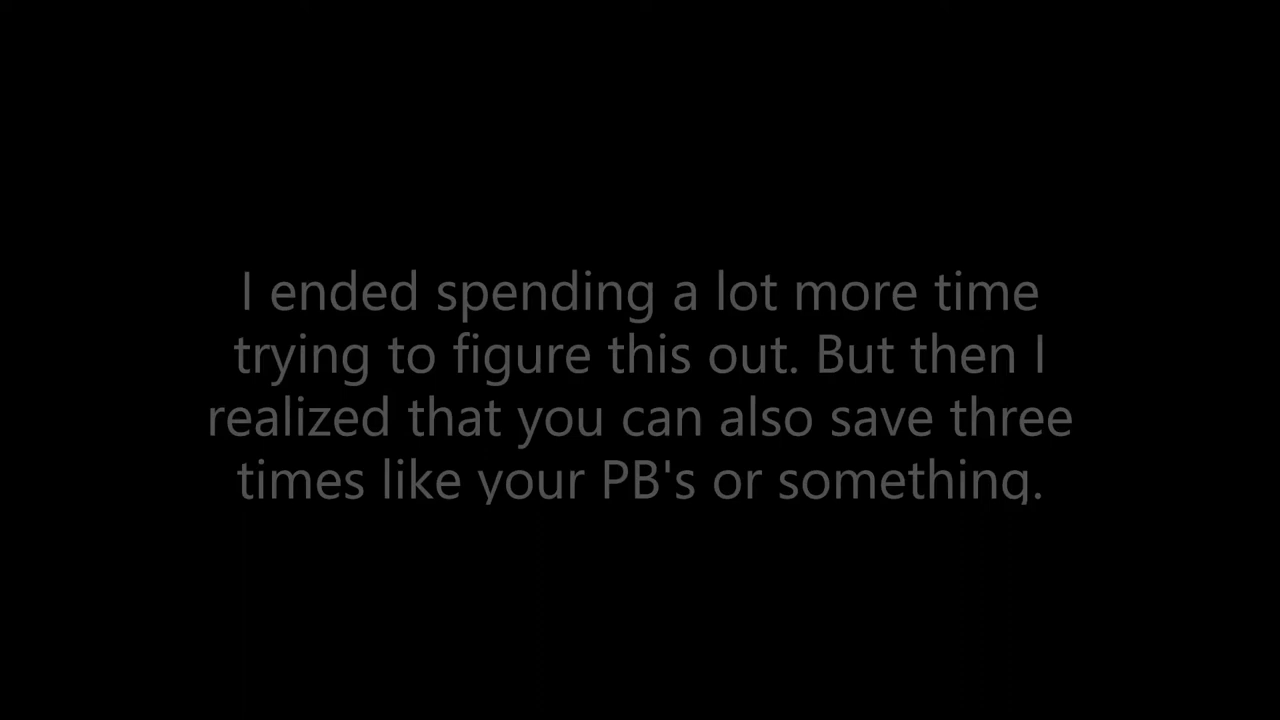 I ended spending a lot more time
trying to figure this out. But then I
realized that you can also save three
times like your PB's or something.